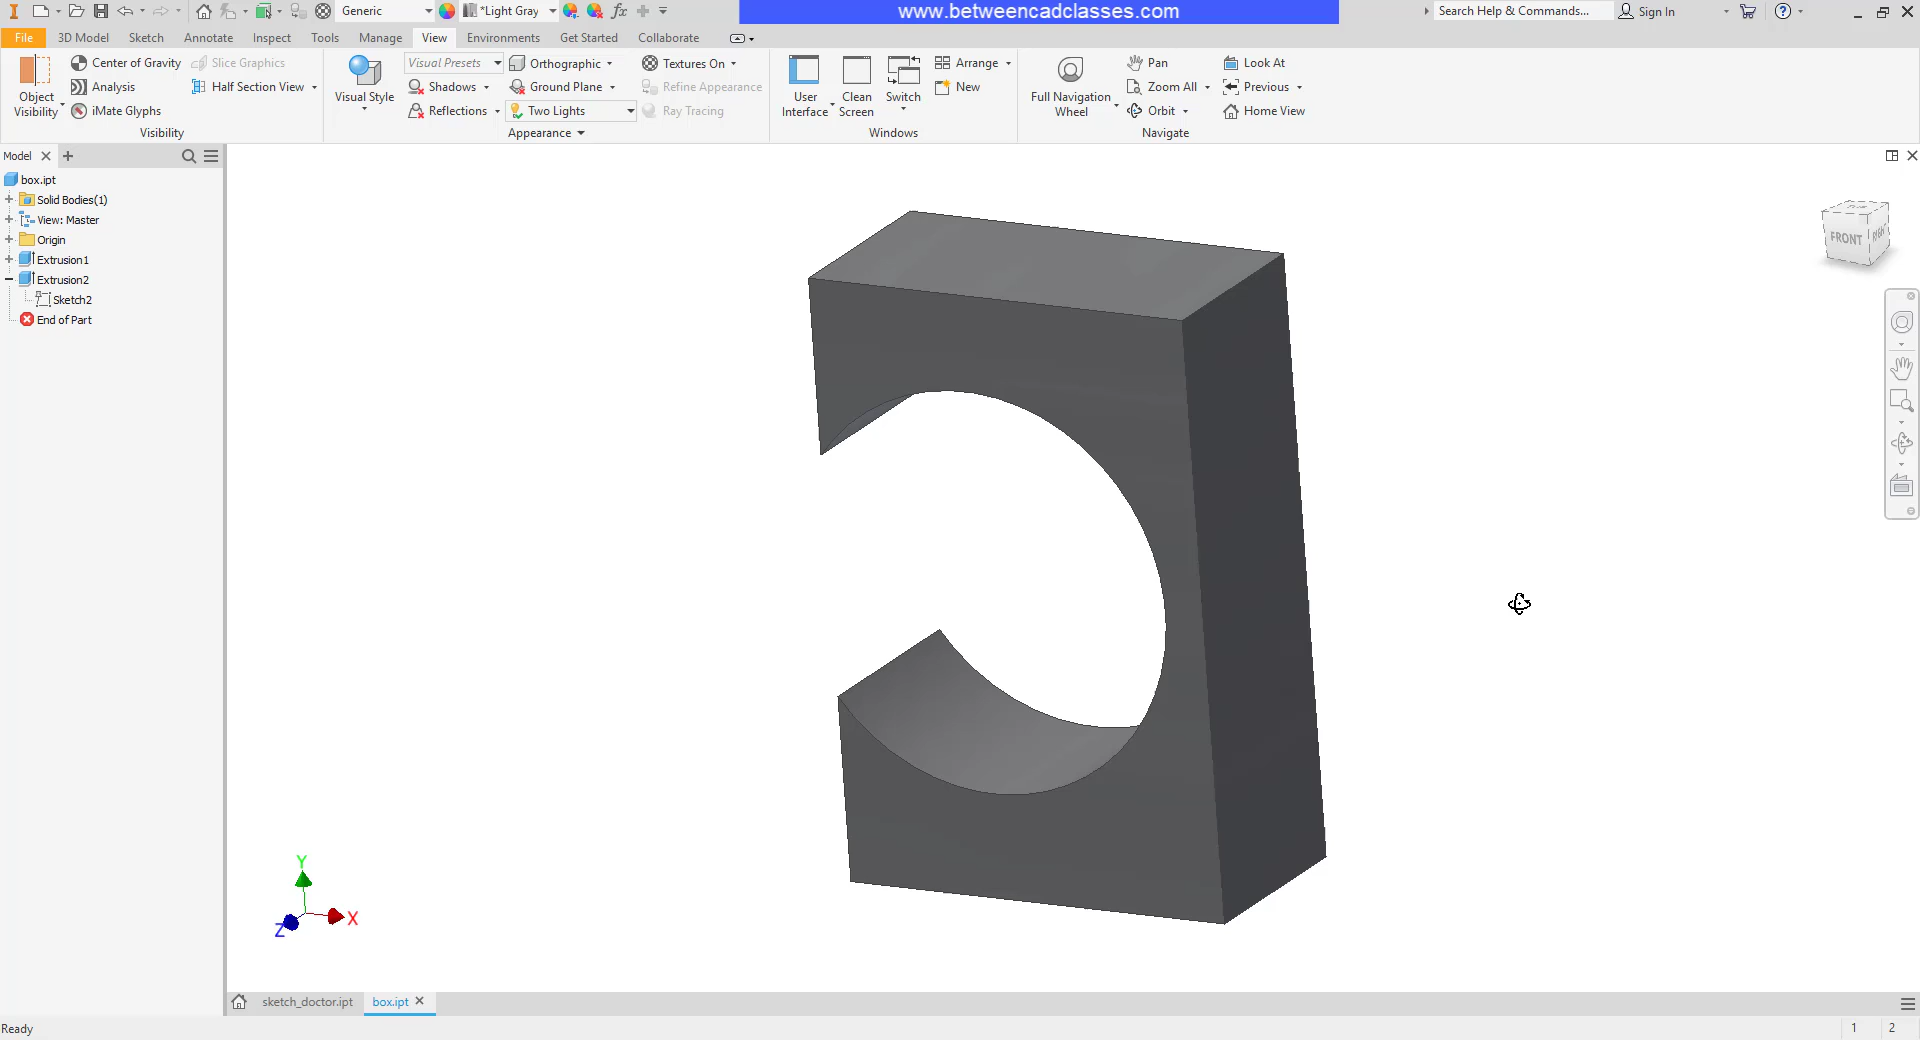 Generic
*Light Gray
www.betweencadclasses.com
Search Help & Commands...
Sign In
File
3D Model
Sketch
Annotate
Inspect
Tools
Manage
View
Environments
Get Started
Collaborate
Object Visibility
Center of Gravity
Analysis
iMate Glyphs
Slice Graphics
Half Section View
Visibility
Visual Style
Visual Presets
Shadows
Reflections
Orthographic
Ground Plane
Two Lights
Textures On
Refine Appearance
Ray Tracing
Appearance
User Interface
Clean Screen
Switch
Arrange
New
Windows
Full Navigation Wheel
Pan
Zoom All
Orbit
Look At
Previous
Home View
Navigate
Model
box.ipt
Solid Bodies(1)
View: Master
Origin
Extrusion1
Extrusion2
Sketch2
End of Part
FRONT
Y
X
Z
sketch_doctor.ipt
box.ipt
Ready
1
2